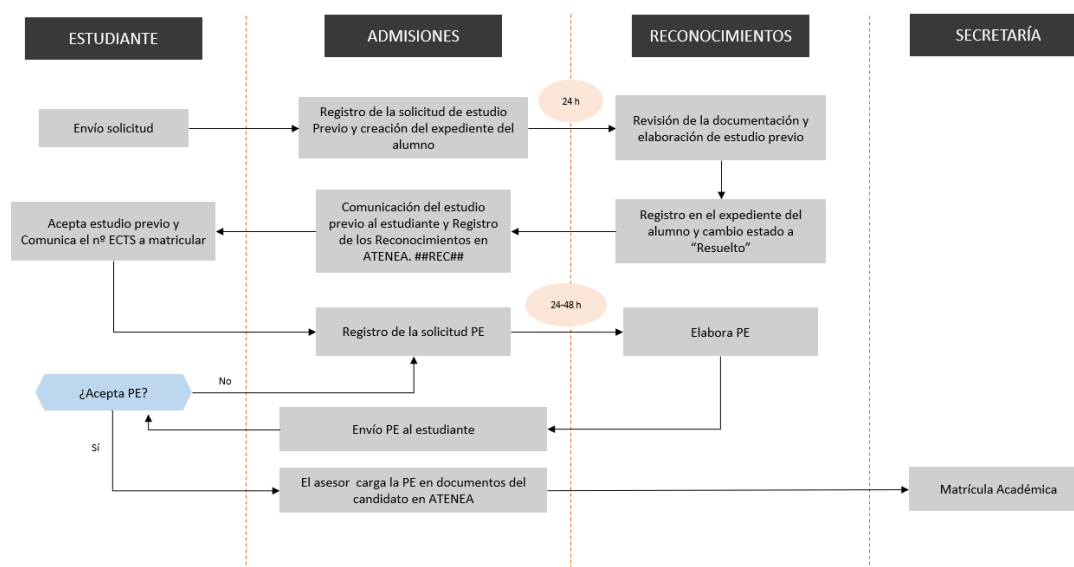 ESTUDIANTE
ADMISIONES
RECONOCIMIENTOS
SECRETARÍA
Envío solicitud
Registro de la solicitud de estudio
Previo y creación del expediente del
alumno
24 h
Revisión de la documentación y
elaboración de estudio previo
Acepta estudio previo y
Comunica el nº ECTS a matricular
Comunicación del estudio
previo al estudiante y Registro
de los Reconocimientos en
ATENEA. ##REC##
Registro en el expediente del
alumno y cambio estado a
“Resuelto”
Registro de la solicitud PE
24-48 h
Elabora PE
¿Acepta PE?
No
Envío PE al estudiante
Sí
El asesor carga la PE en documentos del
candidato en ATENEA
Matrícula Académica